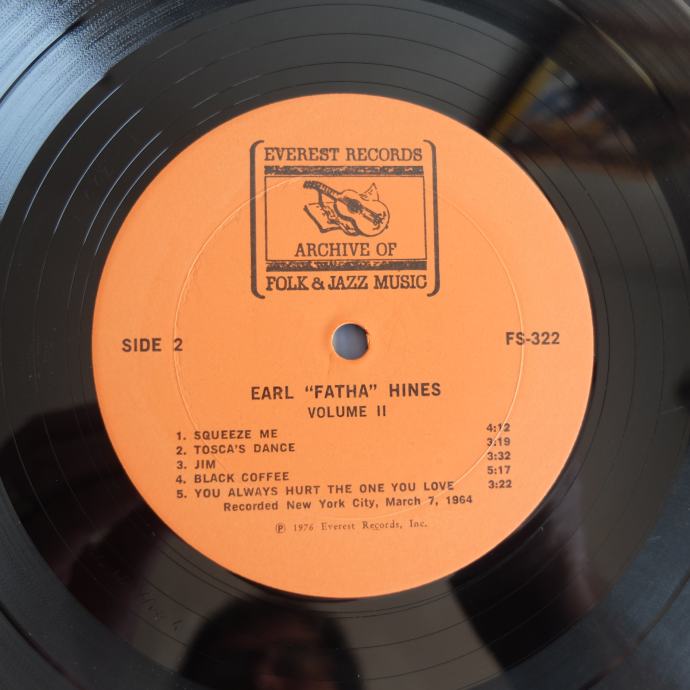 EVEREST RECORDS
ARCHIVE OF
FOLK & JAZZ MUSIC
SIDE 2 FS-322
EARL "FATHA" HINES
VOLUME II
1. SQUEEZE ME 4:12
2. TOSCA'S DANCE 3:19
3. JIM 3:32
4. BLACK COFFEE 5:17
5. YOU ALWAYS HURT THE ONE YOU LOVE 3:22
Recorded New York City, March 7, 1964
℗ 1976 Everest Records, Inc.